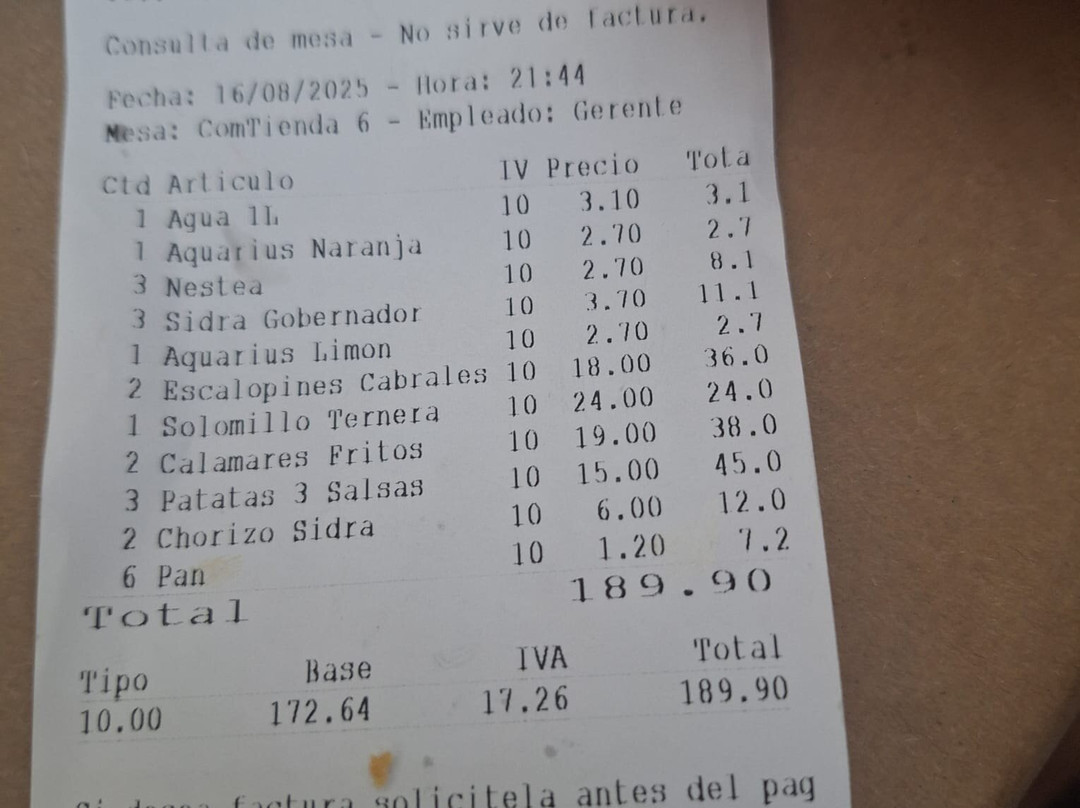 Consulta de mesa - No sirve de factura.
Fecha: 16/08/2025 - Hora: 21:44
Mesa: ComTienda 6 - Empleado: Gerente
Ctd Articulo IV Precio Tota
1 Agua 1L 10 3.10 3.1
1 Aquarius Naranja 10 2.70 2.7
3 Nestea 10 2.70 8.1
3 Sidra Gobernador 10 3.70 11.1
1 Aquarius Limon 10 2.70 2.7
2 Escalopines Cabrales 10 18.00 36.0
1 Solomillo Ternera 10 24.00 24.0
2 Calamares Fritos 10 19.00 38.0
3 Patatas 3 Salsas 10 15.00 45.0
2 Chorizo Sidra 10 6.00 12.0
6 Pan 10 1.20 7.2
Total 189.90
Tipo Base IVA Total
10.00 172.64 17.26 189.90
Si desea factura solicitela antes del pag